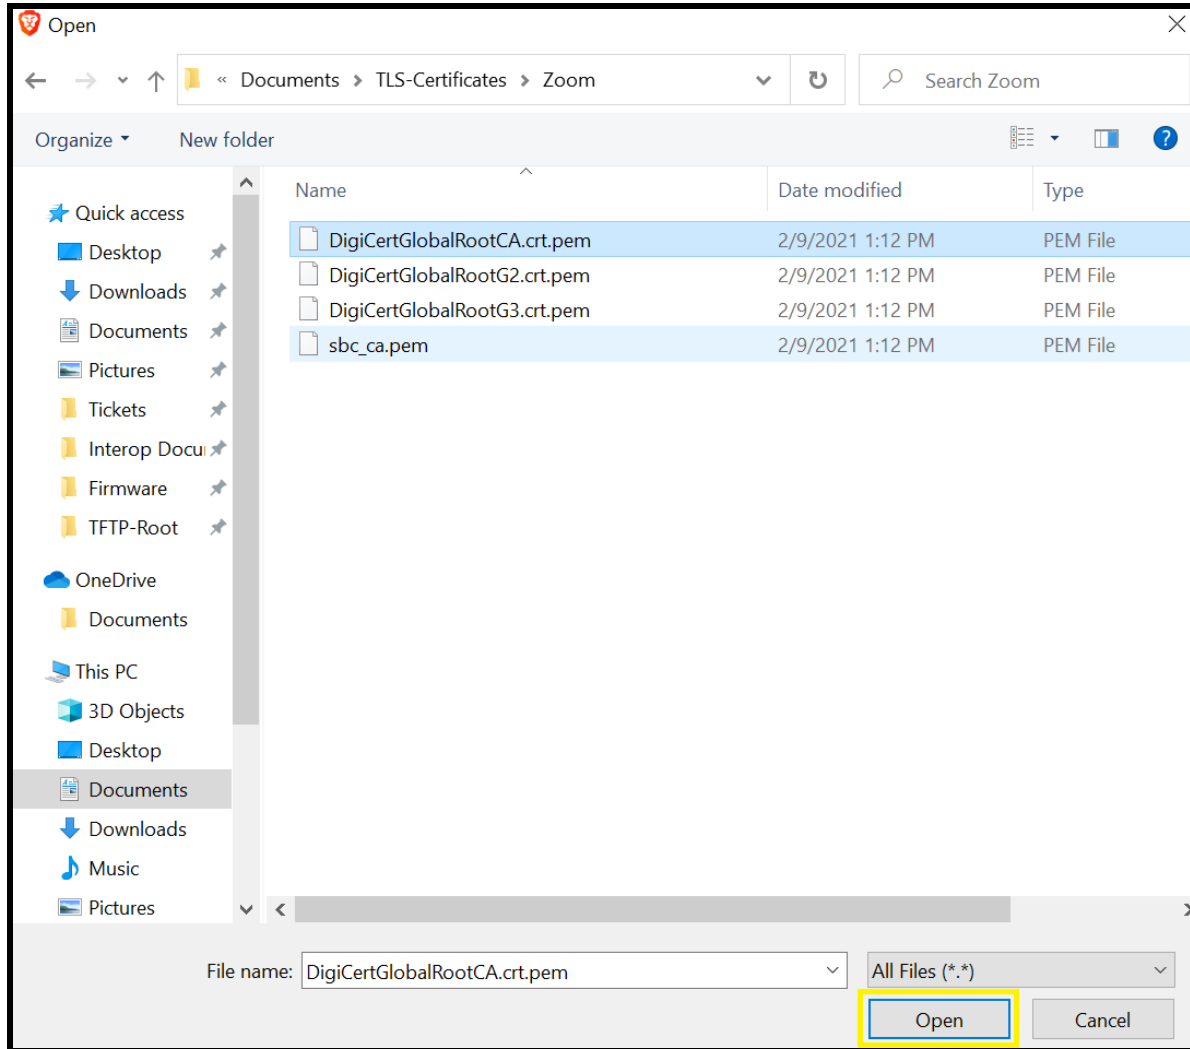 Open
« Documents > TLS-Certificates > Zoom
Search Zoom
Organize
New folder
?
Name
Date modified
Type
DigiCertGlobalRootCA.crt.pem 2/9/2021 1:12 PM PEM File
DigiCertGlobalRootG2.crt.pem 2/9/2021 1:12 PM PEM File
DigiCertGlobalRootG3.crt.pem 2/9/2021 1:12 PM PEM File
sbc_ca.pem 2/9/2021 1:12 PM PEM File
Quick access
Desktop
Downloads
Documents
Pictures
Tickets
Interop Docu
Firmware
TFTP-Root
OneDrive
Documents
This PC
3D Objects
Desktop
Documents
Downloads
Music
Pictures
File name: DigiCertGlobalRootCA.crt.pem
All Files (*.*)
Open
Cancel